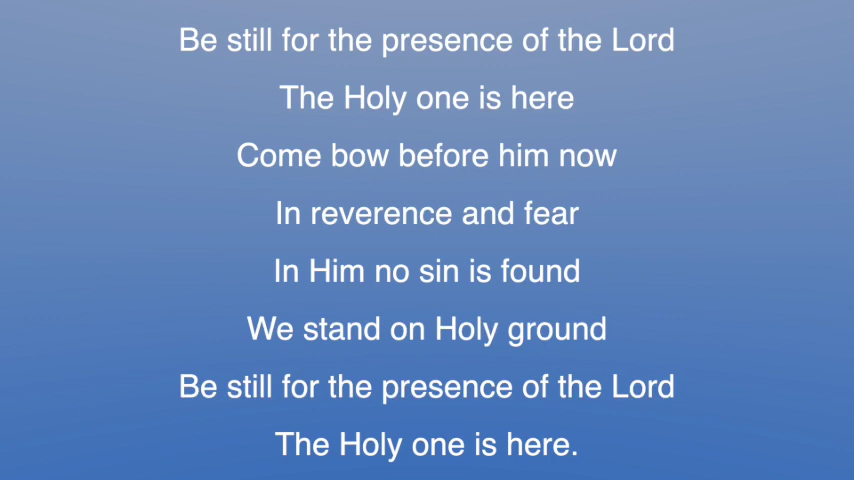 Be still for the presence of the Lord
The Holy one is here
Come bow before him now
In reverence and fear
In Him no sin is found
We stand on Holy ground
Be still for the presence of the Lord
The Holy one is here.